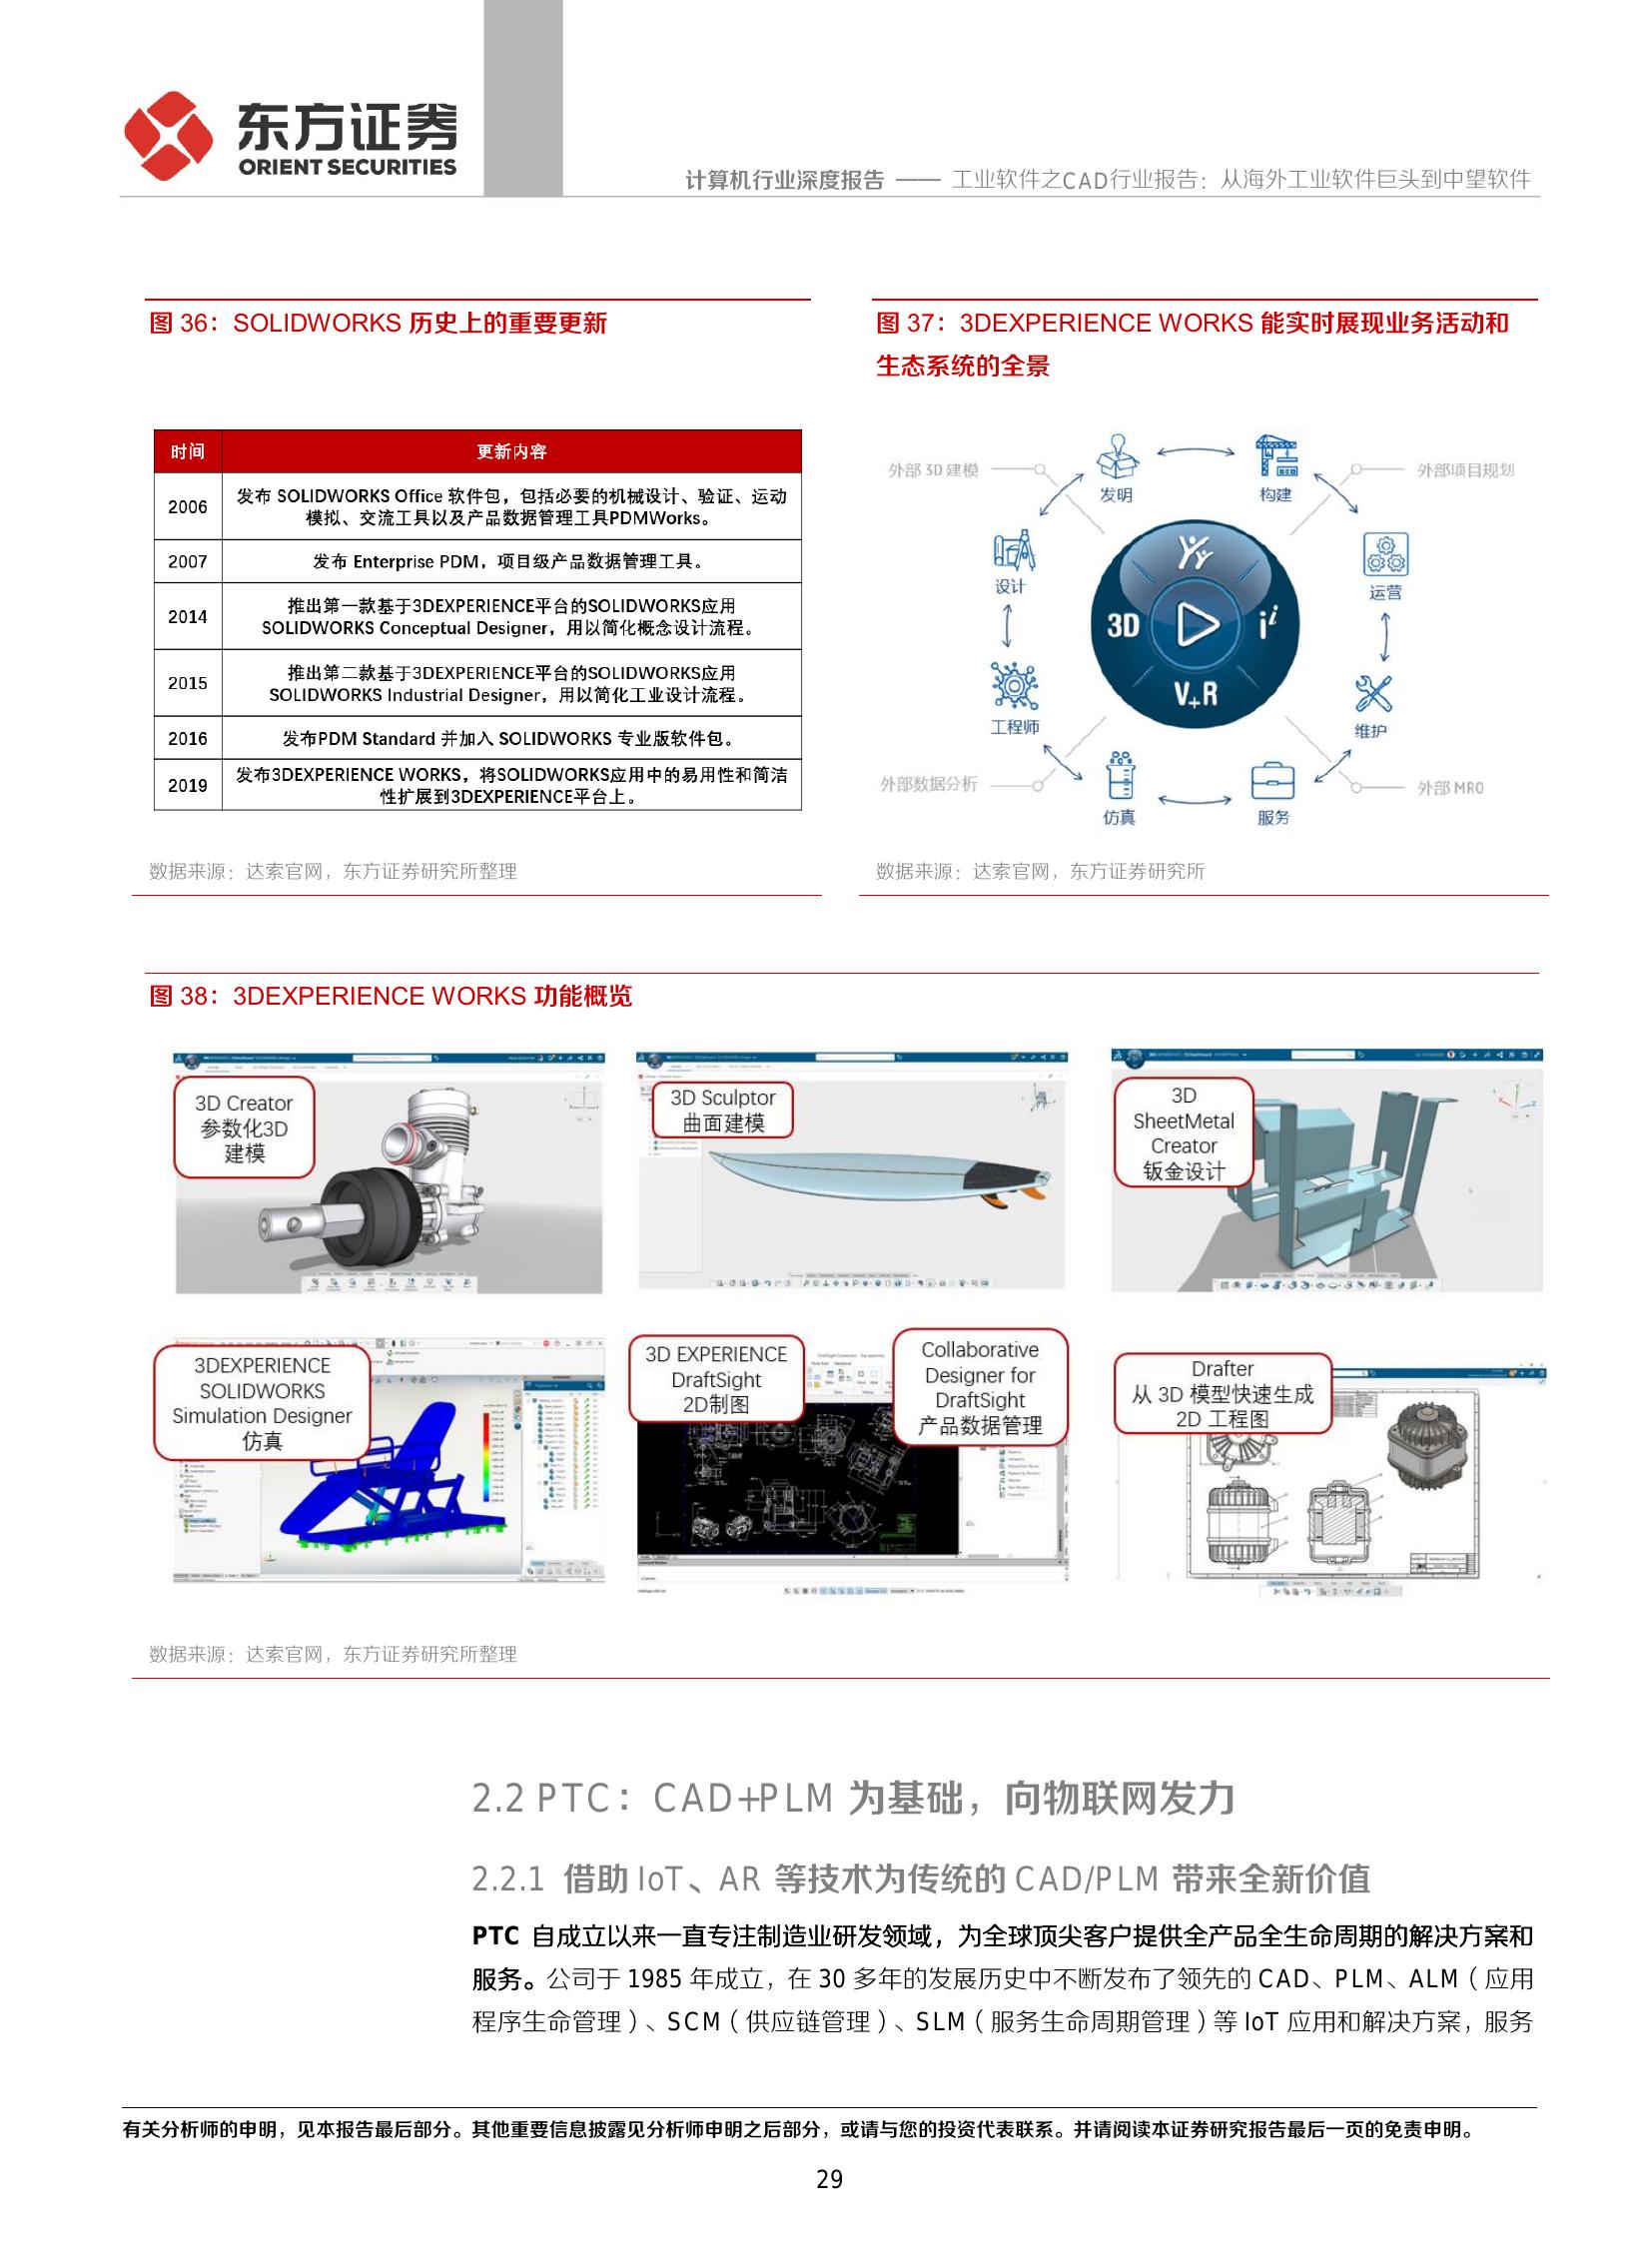 东方证券
ORIENT SECURITIES
计算机行业深度报告 —— 工业软件之CAD行业报告：从海外工业软件巨头到中望软件
图 36：SOLIDWORKS 历史上的重要更新
时间 更新内容
2006 发布 SOLIDWORKS Office 软件包，包括必要的机械设计、验证、运动
模拟、交流工具以及产品数据管理工具PDMWorks。
2007 发布 Enterprise PDM，项目级产品数据管理工具。
2014 推出第一款基于3DEXPERIENCE平台的SOLIDWORKS应用
SOLIDWORKS Conceptual Designer，用以简化概念设计流程。
2015 推出第二款基于3DEXPERIENCE平台的SOLIDWORKS应用
SOLIDWORKS Industrial Designer，用以简化工业设计流程。
2016 发布PDM Standard 并加入 SOLIDWORKS 专业版软件包。
2019 发布3DEXPERIENCE WORKS，将SOLIDWORKS应用中的易用性和简洁
性扩展到3DEXPERIENCE平台上。
数据来源：达索官网，东方证券研究所整理
图 37：3DEXPERIENCE WORKS 能实时展现业务活动和
生态系统的全景
外部 3D 建模
发明
构建
外部项目规划
设计
运营
3D
V+R
工程师
维护
外部数据分析
仿真
服务
外部 MRO
数据来源：达索官网，东方证券研究所
图 38：3DEXPERIENCE WORKS 功能概览
3D Creator
参数化3D
建模
3D Sculptor
曲面建模
3D
SheetMetal
Creator
钣金设计
3DEXPERIENCE
SOLIDWORKS
Simulation Designer
仿真
3D EXPERIENCE
DraftSight
2D制图
Collaborative
Designer for
DraftSight
产品数据管理
Drafter
从 3D 模型快速生成
2D 工程图
数据来源：达索官网，东方证券研究所整理
2.2 PTC：CAD+PLM 为基础，向物联网发力
2.2.1 借助 IoT、AR 等技术为传统的 CAD/PLM 带来全新价值
PTC 自成立以来一直专注制造业研发领域，为全球顶尖客户提供全产品全生命周期的解决方案和
服务。公司于 1985 年成立，在 30 多年的发展历史中不断发布了领先的 CAD、PLM、ALM（应用
程序生命管理）、SCM（供应链管理）、SLM（服务生命周期管理）等 IoT 应用和解决方案，服务
有关分析师的申明，见本报告最后部分。其他重要信息披露见分析师申明之后部分，或请与您的投资代表联系。并请阅读本证券研究报告最后一页的免责申明。
29